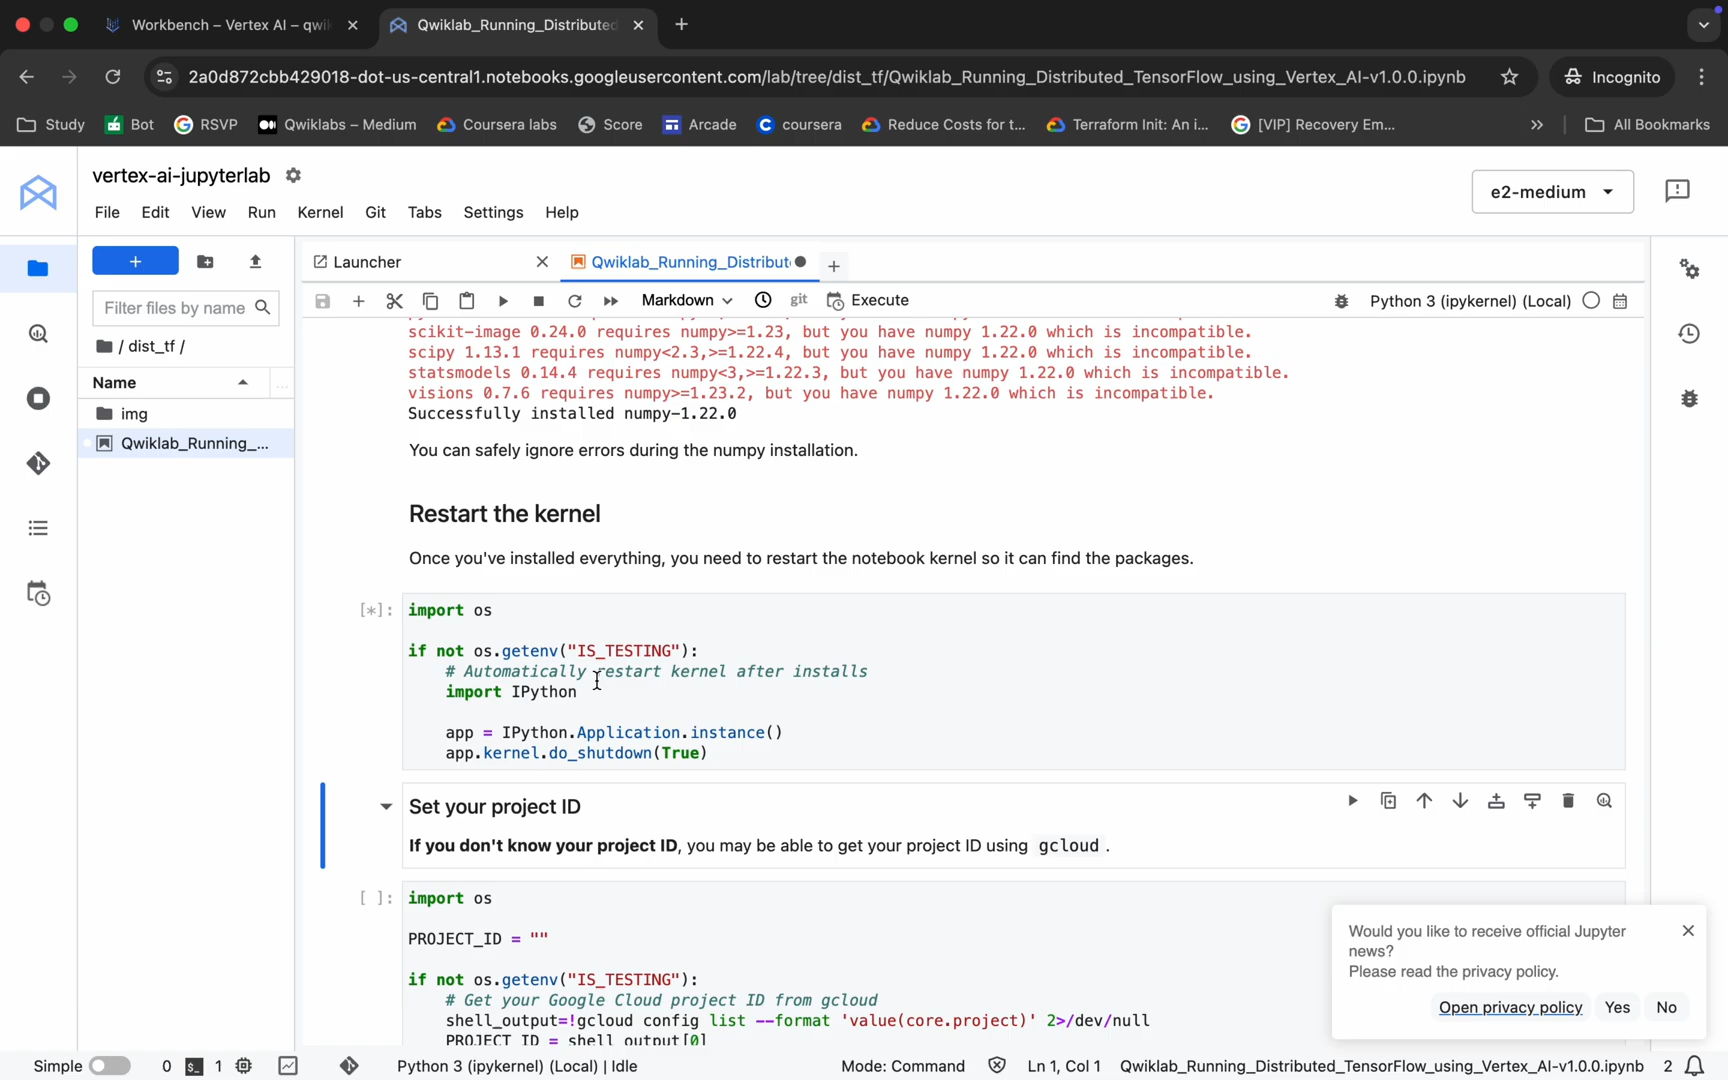 Workbench – Vertex AI – qwi
Qwiklab_Running_Distributed
2a0d872cbb429018-dot-us-central1.notebooks.googleusercontent.com/lab/tree/dist_tf/Qwiklab_Running_Distributed_TensorFlow_using_Vertex_AI-v1.0.0.ipynb
Incognito
Study
Bot
RSVP
Qwiklabs – Medium
Coursera labs
Score
Arcade
coursera
Reduce Costs for t...
Terraform Init: An i...
[VIP] Recovery Em...
All Bookmarks
vertex-ai-jupyterlab
e2-medium
File Edit View Run Kernel Git Tabs Settings Help
Launcher
Qwiklab_Running_Distribut
Filter files by name
/ dist_tf /
Name
img
Qwiklab_Running_...
Markdown
git
Execute
Python 3 (ipykernel) (Local)
scikit-image 0.24.0 requires numpy>=1.23, but you have numpy 1.22.0 which is incompatible.
scipy 1.13.1 requires numpy<2.3,>=1.22.4, but you have numpy 1.22.0 which is incompatible.
statsmodels 0.14.4 requires numpy<3,>=1.22.3, but you have numpy 1.22.0 which is incompatible.
visions 0.7.6 requires numpy>=1.23.2, but you have numpy 1.22.0 which is incompatible.
Successfully installed numpy-1.22.0
You can safely ignore errors during the numpy installation.
Restart the kernel
Once you've installed everything, you need to restart the notebook kernel so it can find the packages.
[*]: import os
if not os.getenv("IS_TESTING"):
# Automatically restart kernel after installs
import IPython
app = IPython.Application.instance()
app.kernel.do_shutdown(True)
Set your project ID
If you don't know your project ID, you may be able to get your project ID using gcloud .
[ ]: import os
PROJECT_ID = ""
if not os.getenv("IS_TESTING"):
# Get your Google Cloud project ID from gcloud
shell_output=!gcloud config list --format 'value(core.project)' 2>/dev/null
PROJECT_ID = shell_output[0]
Would you like to receive official Jupyter
news?
Please read the privacy policy.
Open privacy policy
Yes
No
Simple
0
1
Python 3 (ipykernel) (Local) | Idle
Mode: Command
Ln 1, Col 1
Qwiklab_Running_Distributed_TensorFlow_using_Vertex_AI-v1.0.0.ipynb
2